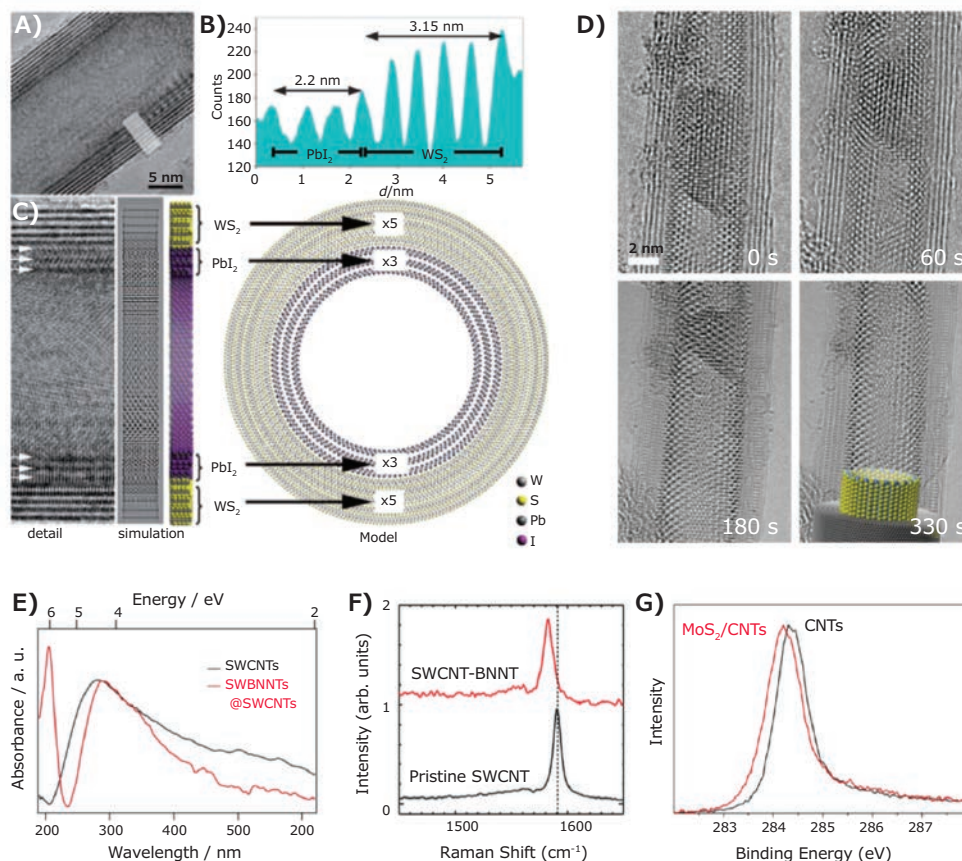 A)
5 nm
B)
240
220
200
180
160
140
120
Counts
3.15 nm
2.2 nm
PbI2
WS2
0
1
2
3
4
5
d/nm
C)
WS2
PbI2
PbI2
WS2
x5
x3
x3
x5
W
S
Pb
I
detail
simulation
Model
D)
2 nm
0 s
60 s
180 s
330 s
E)
Energy / eV
6
5
4
2
Absorbance / a. u.
SWCNTs
SWBNNTs
@SWCNTs
200
300
400
500
200
Wavelength / nm
F)
Intensity (arb. units)
2
1
0
SWCNT-BNNT
Pristine SWCNT
1500
1600
Raman Shift (cm-1)
G)
MoS2/CNTs
CNTs
Intensity
283
284
285
286
287
Binding Energy (eV)